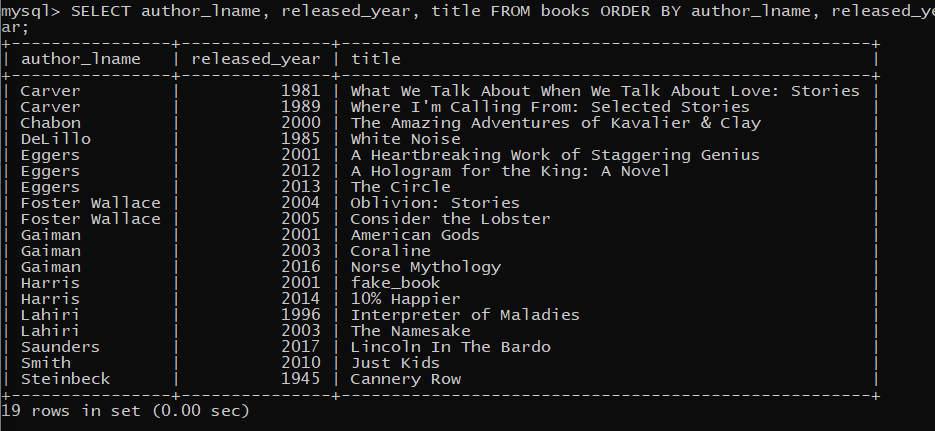 mysql> SELECT author_lname, released_year, title FROM books ORDER BY author_lname, released_ye
ar;
+----------------+---------------+-----------------------------------------------------+
| author_lname   | released_year | title                                               |
+----------------+---------------+-----------------------------------------------------+
| Carver         |          1981 | What We Talk About When We Talk About Love: Stories |
| Carver         |          1989 | Where I'm Calling From: Selected Stories            |
| Chabon         |          2000 | The Amazing Adventures of Kavalier & Clay           |
| DeLillo        |          1985 | White Noise                                         |
| Eggers         |          2001 | A Heartbreaking Work of Staggering Genius           |
| Eggers         |          2012 | A Hologram for the King: A Novel                    |
| Eggers         |          2013 | The Circle                                          |
| Foster Wallace |          2004 | Oblivion: Stories                                   |
| Foster Wallace |          2005 | Consider the Lobster                                |
| Gaiman         |          2001 | American Gods                                       |
| Gaiman         |          2003 | Coraline                                            |
| Gaiman         |          2016 | Norse Mythology                                     |
| Harris         |          2001 | fake_book                                           |
| Harris         |          2014 | 10% Happier                                         |
| Lahiri         |          1996 | Interpreter of Maladies                             |
| Lahiri         |          2003 | The Namesake                                        |
| Saunders       |          2017 | Lincoln In The Bardo                                |
| Smith          |          2010 | Just Kids                                           |
| Steinbeck      |          1945 | Cannery Row                                         |
+----------------+---------------+-----------------------------------------------------+
19 rows in set (0.00 sec)